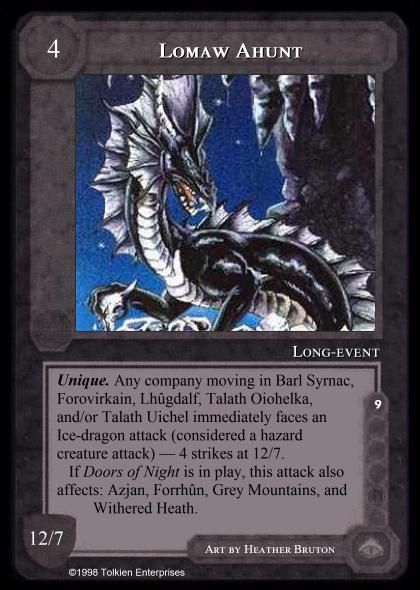 4
LOMAW AHUNT
LONG-EVENT
Unique. Any company moving in Barl Syrnac,
Forovirkain, Lhûgdalf, Talath Oiohelka,
and/or Talath Uichel immediately faces an
Ice-dragon attack (considered a hazard
creature attack) — 4 strikes at 12/7.
If Doors of Night is in play, this attack also
affects: Azjan, Forrhûn, Grey Mountains, and
Withered Heath.
9
12/7
ART BY HEATHER BRUTON
©1998 Tolkien Enterprises